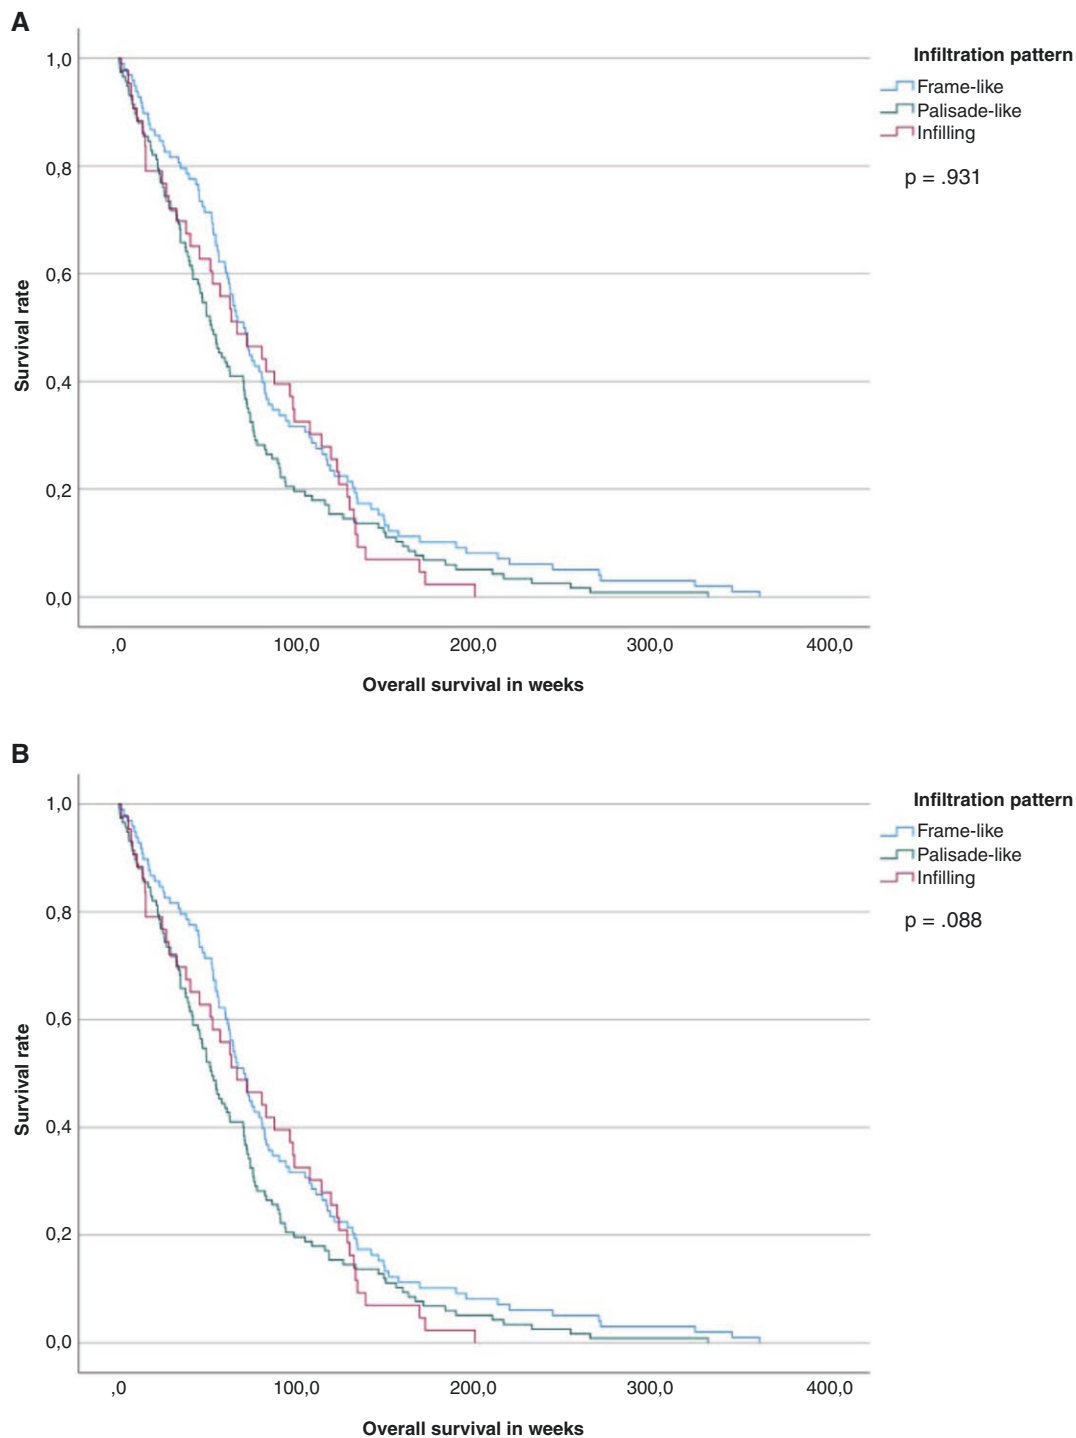 A
Infiltration pattern
Frame-like
Palisade-like
Infilling
p = .931
1,0
0,8
0,6
0,4
0,2
0,0
Survival rate
,0 100,0 200,0 300,0 400,0
Overall survival in weeks
B
Infiltration pattern
Frame-like
Palisade-like
Infilling
p = .088
1,0
0,8
0,6
0,4
0,2
0,0
Survival rate
,0 100,0 200,0 300,0 400,0
Overall survival in weeks